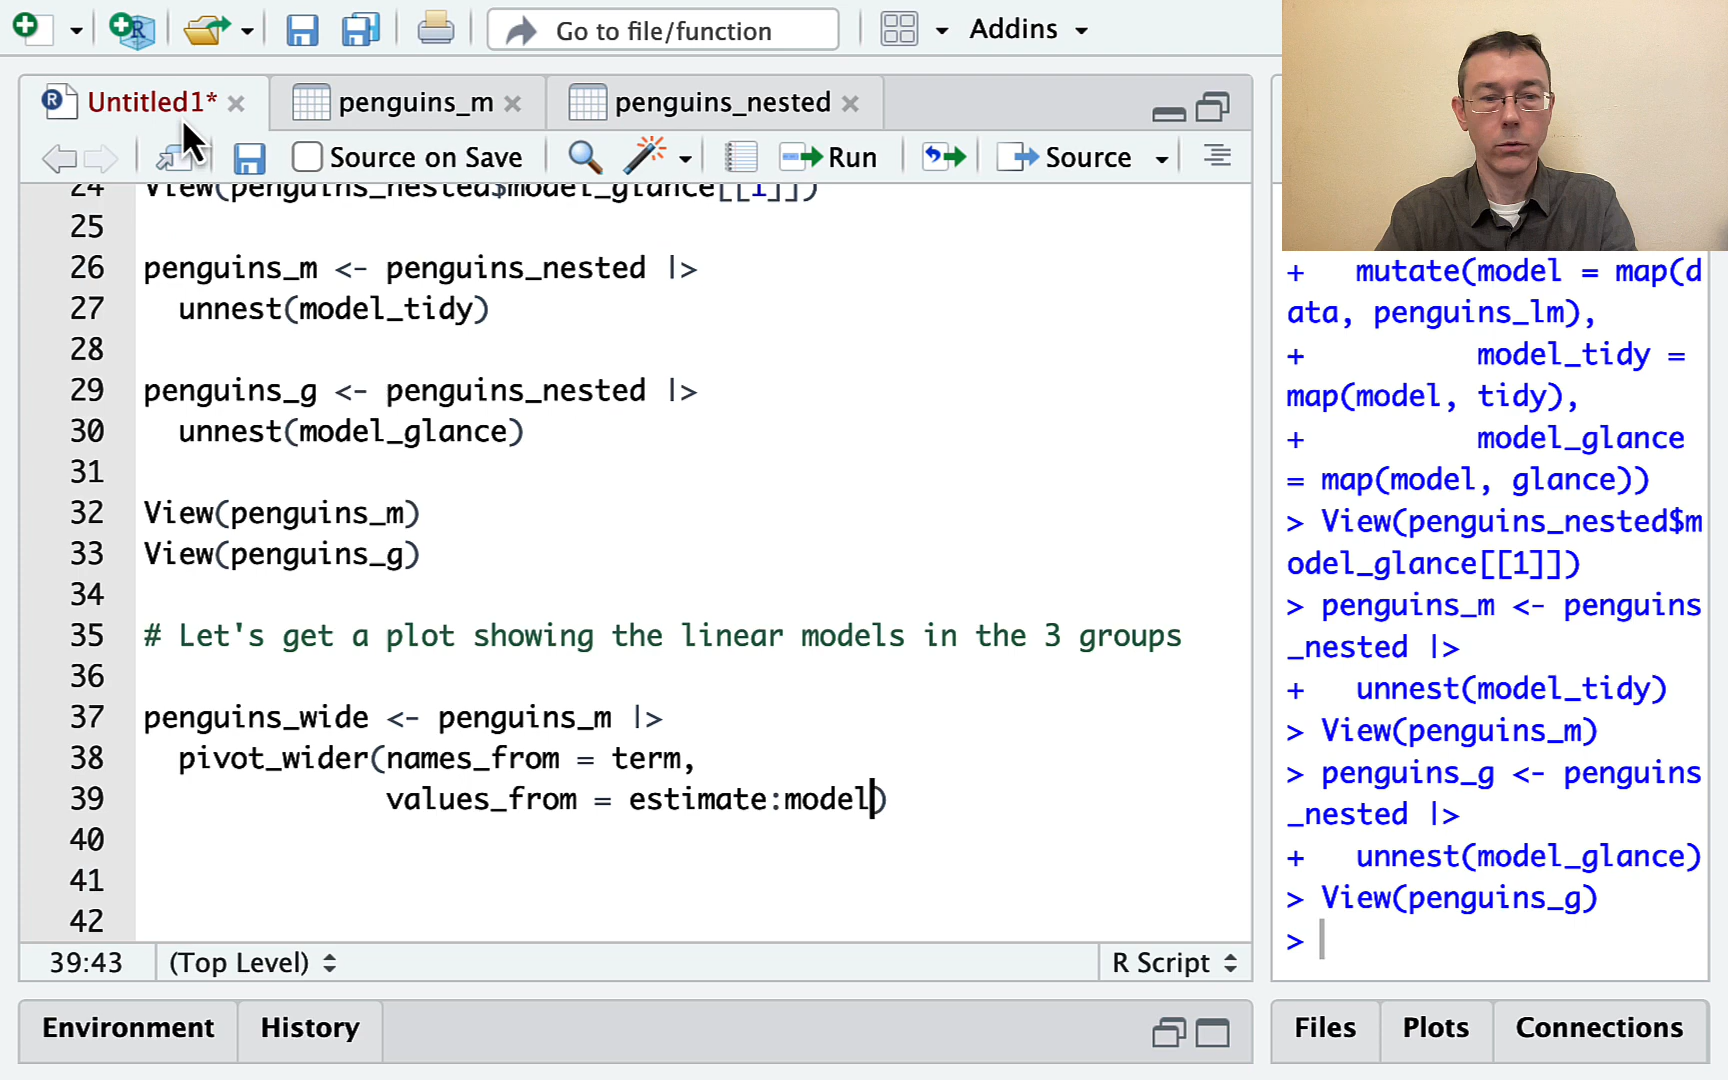 Go to file/function
Addins
Untitled1*
penguins_m
penguins_nested
Source on Save
Run
Source
24 View(penguins_nested$model_glance[[1]])
25
26 penguins_m <- penguins_nested |>
27 unnest(model_tidy)
28
29 penguins_g <- penguins_nested |>
30 unnest(model_glance)
31
32 View(penguins_m)
33 View(penguins_g)
34
35 # Let's get a plot showing the linear models in the 3 groups
36
37 penguins_wide <- penguins_m |>
38 pivot_wider(names_from = term,
39 values_from = estimate:model)
40
41
42
39:43
(Top Level)
R Script
Environment
History
+ mutate(model = map(d
ata, penguins_lm),
+ model_tidy =
map(model, tidy),
+ model_glance
= map(model, glance))
> View(penguins_nested$m
odel_glance[[1]])
> penguins_m <- penguins
_nested |>
+ unnest(model_tidy)
> View(penguins_m)
> penguins_g <- penguins
_nested |>
+ unnest(model_glance)
> View(penguins_g)
>
Files
Plots
Connections